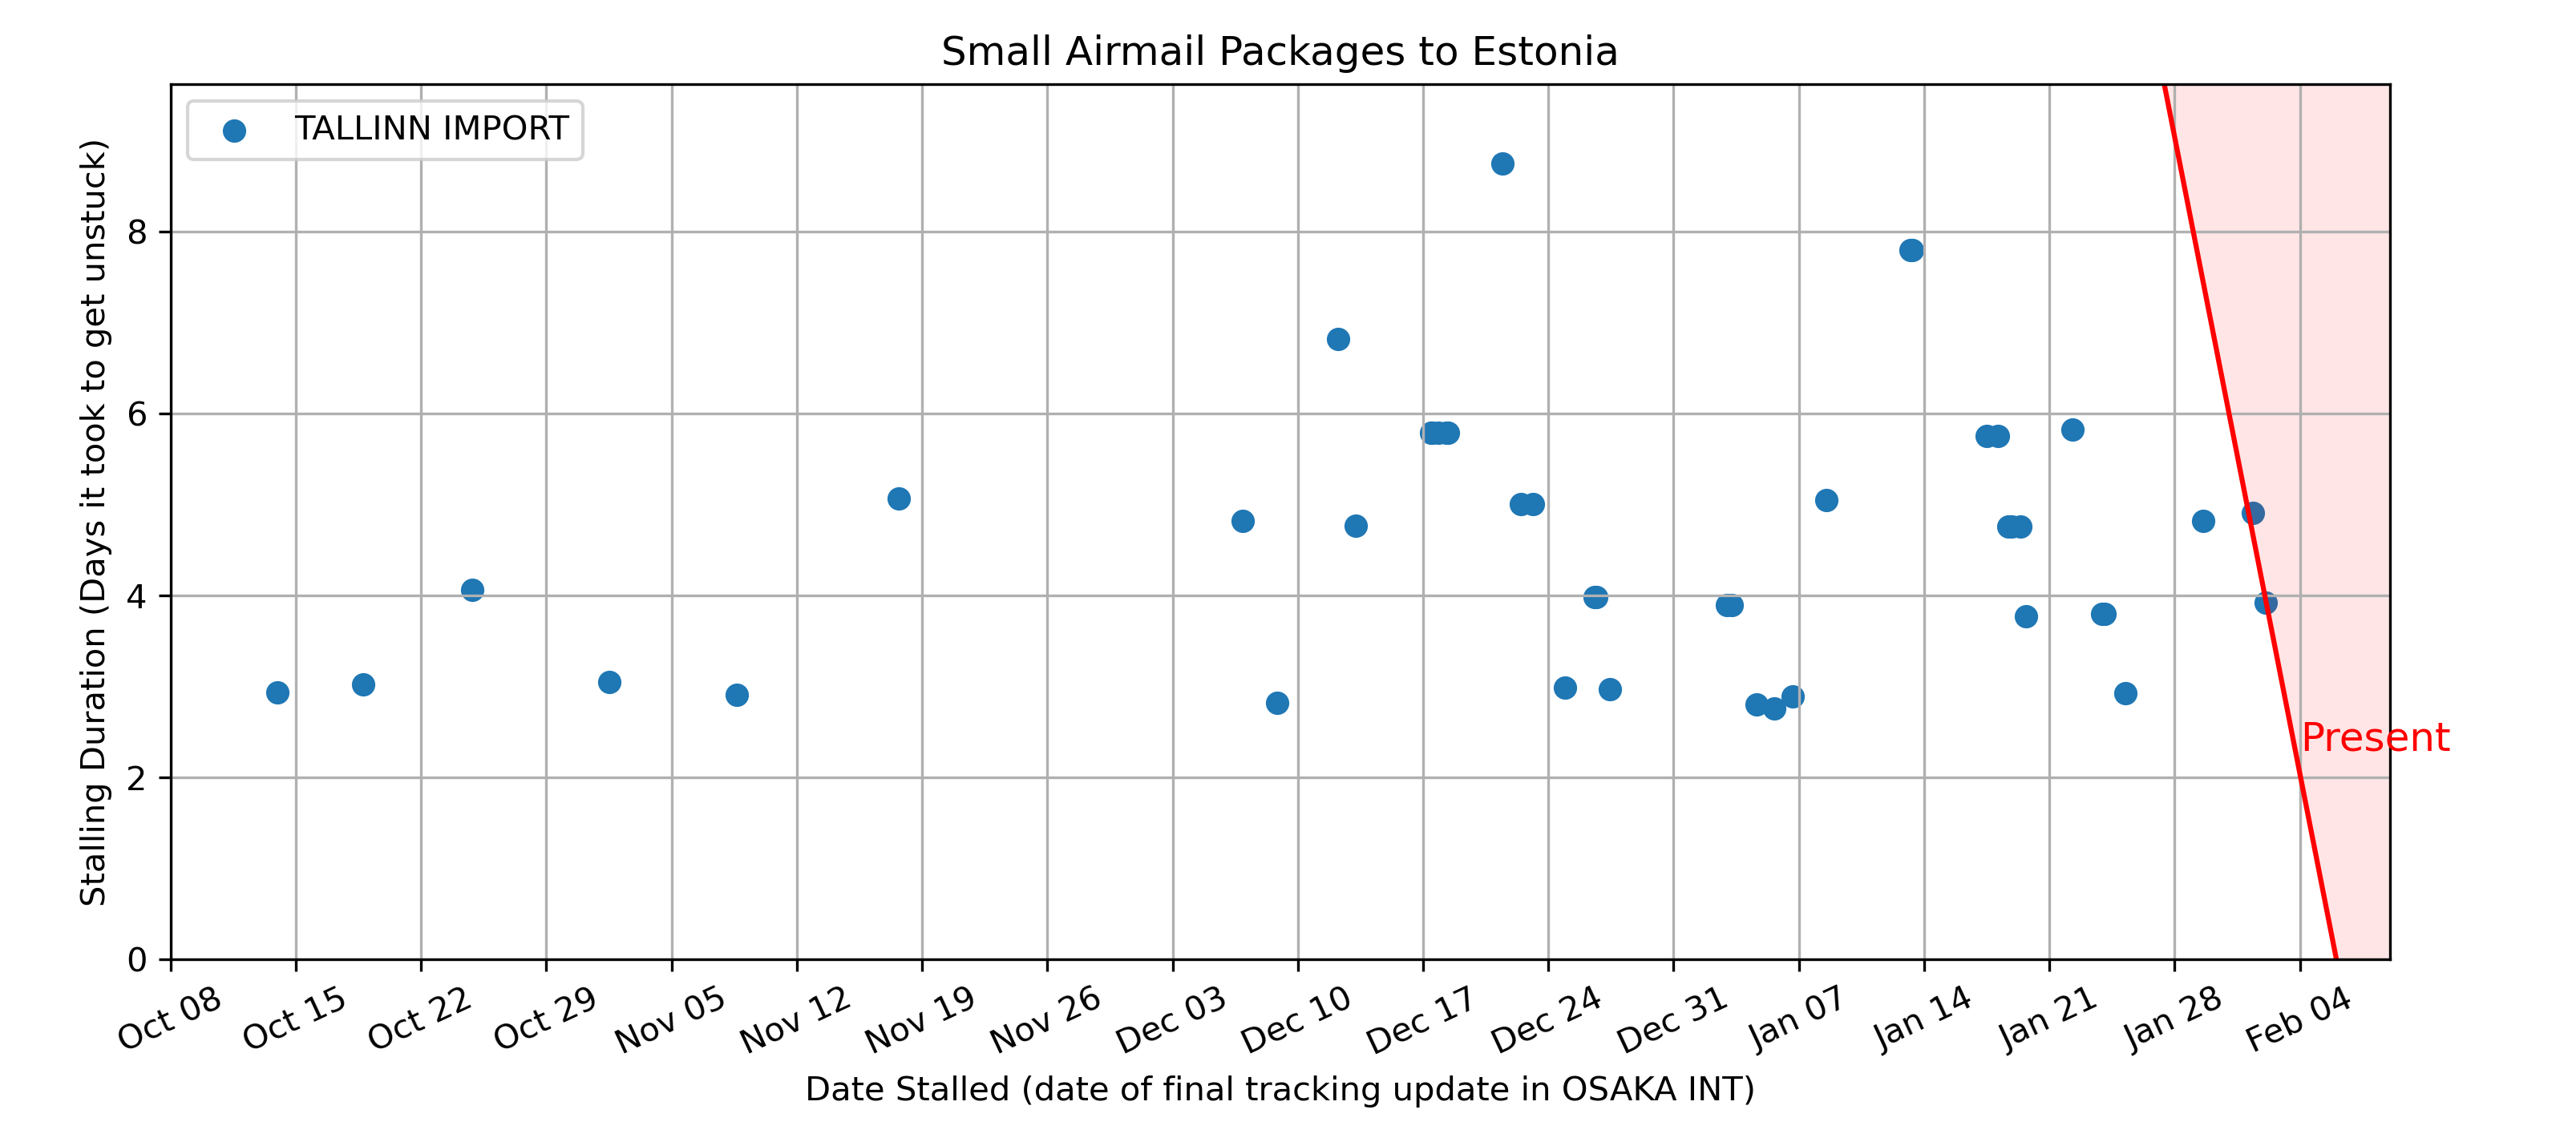 Small Airmail Packages to Estonia
TALLINN IMPORT
Stalling Duration (Days it took to get unstuck)
8
6
4
2
0
Present
Oct 08
Oct 15
Oct 22
Oct 29
Nov 05
Nov 12
Nov 19
Nov 26
Dec 03
Dec 10
Dec 17
Dec 24
Dec 31
Jan 07
Jan 14
Jan 21
Jan 28
Feb 04
Date Stalled (date of final tracking update in OSAKA INT)